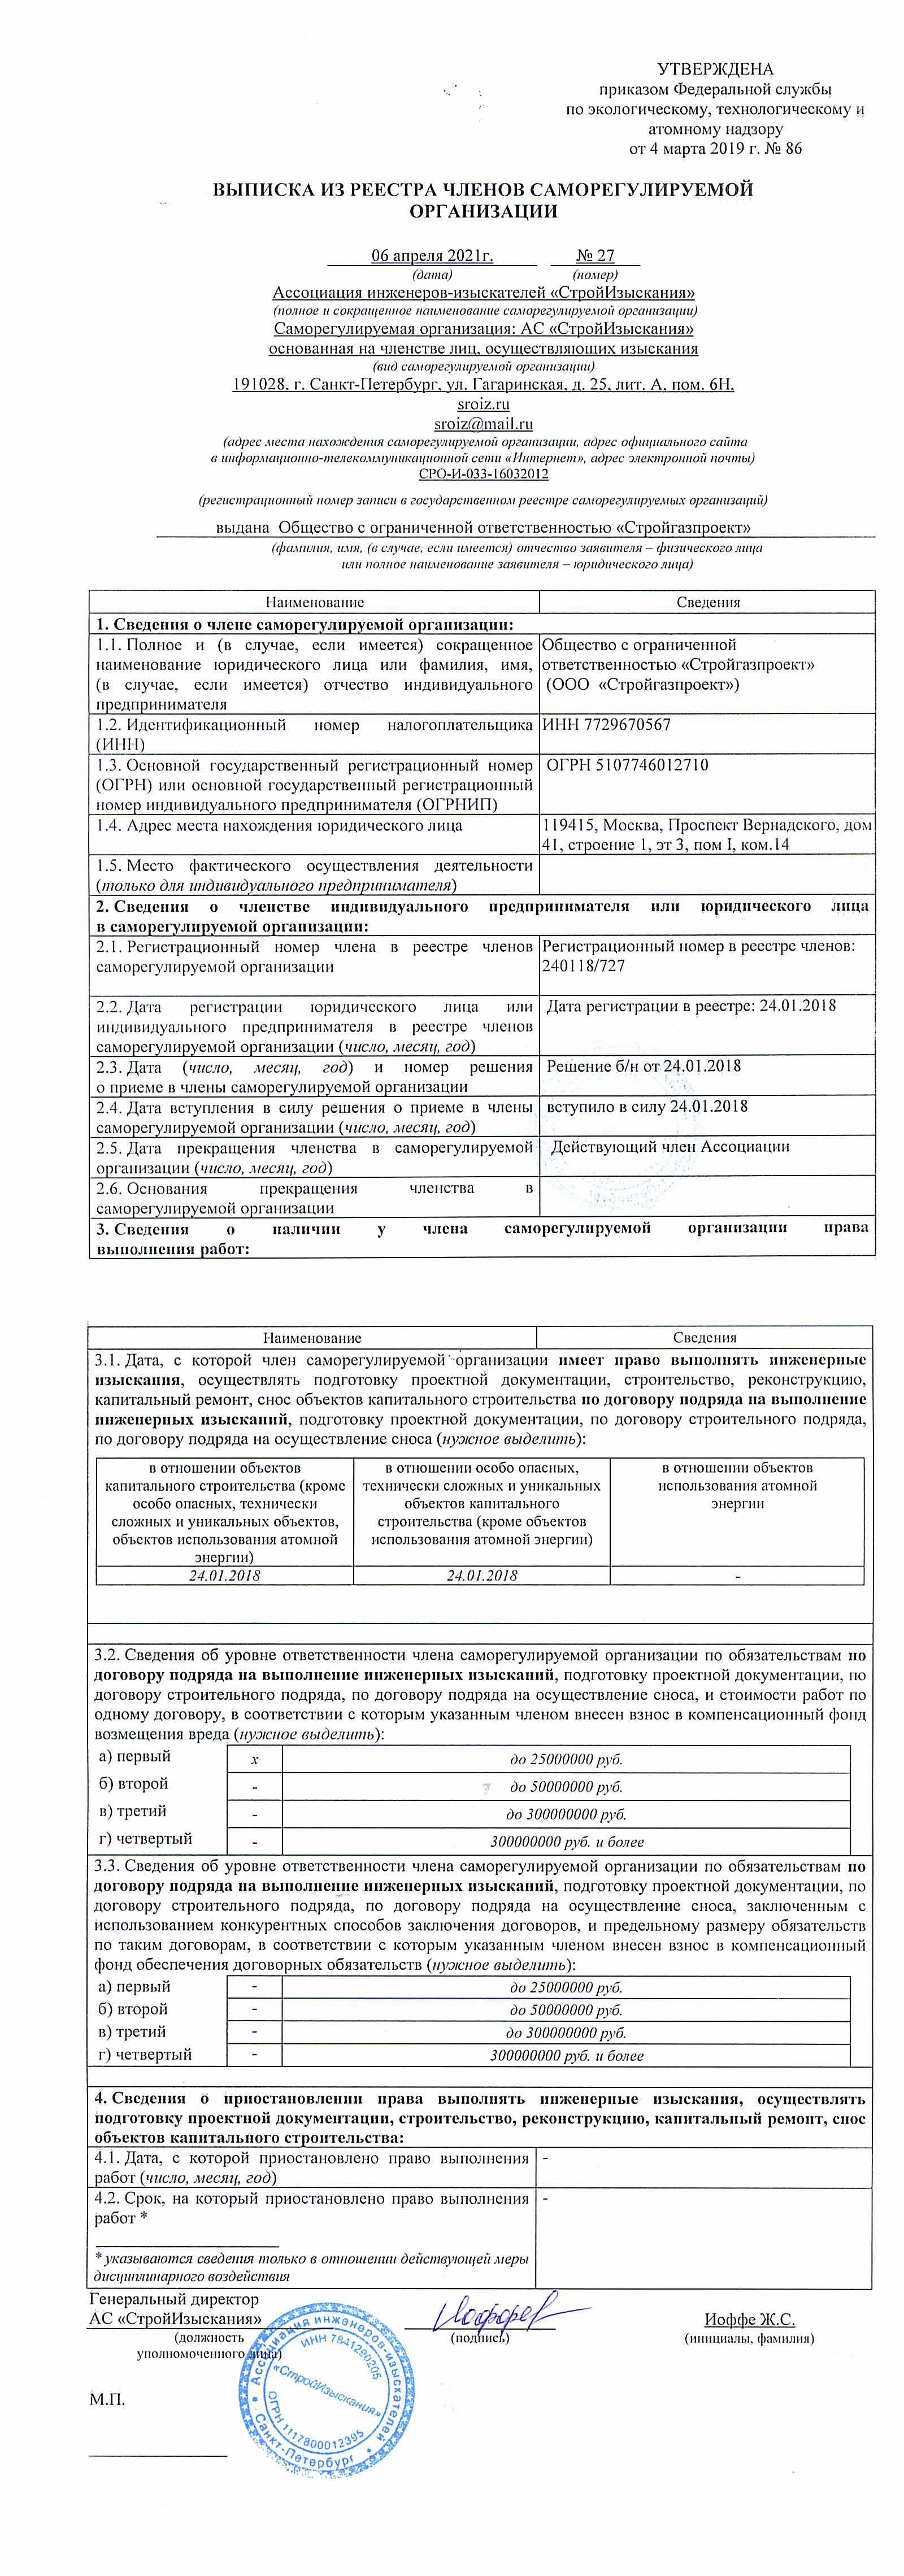 УТВЕРЖДЕНА
приказом Федеральной службы
по экологическому, технологическому и
атомному надзору
от 4 марта 2019 г. № 86
ВЫПИСКА ИЗ РЕЕСТРА ЧЛЕНОВ САМОРЕГУЛИРУЕМОЙ
ОРГАНИЗАЦИИ
06 апреля 2021г. № 27
(дата) (номер)
Ассоциация инженеров-изыскателей «СтройИзыскания»
(полное и сокращенное наименование саморегулируемой организации)
Саморегулируемая организация: АС «СтройИзыскания»
основанная на членстве лиц, осуществляющих изыскания
(вид саморегулируемой организации)
191028, г. Санкт-Петербург, ул. Гагаринская, д. 25, лит. А, пом. 6Н,
sroiz.ru
sroiz@mail.ru
(адрес места нахождения саморегулируемой организации, адрес официального сайта
в информационно-телекоммуникационной сети «Интернет», адрес электронной почты)
СРО-И-033-16032012
(регистрационный номер записи в государственном реестре саморегулируемых организаций)
выдана Общество с ограниченной ответственностью «Стройгазпроект»
(фамилия, имя, (в случае, если имеется) отчество заявителя – физического лица
или полное наименование заявителя – юридического лица)
Наименование Сведения
1. Сведения о члене саморегулируемой организации:
1.1. Полное и (в случае, если имеется) сокращенное
наименование юридического лица или фамилия, имя,
(в случае, если имеется) отчество индивидуального
предпринимателя
Общество с ограниченной
ответственностью «Стройгазпроект»
(ООО «Стройгазпроект»)
1.2. Идентификационный номер налогоплательщика
(ИНН)
ИНН 7729670567
1.3. Основной государственный регистрационный номер
(ОГРН) или основной государственный регистрационный
номер индивидуального предпринимателя (ОГРНИП)
ОГРН 5107746012710
1.4. Адрес места нахождения юридического лица
119415, Москва, Проспект Вернадского, дом
41, строение 1, эт 3, пом I, ком.14
1.5. Место фактического осуществления деятельности
(только для индивидуального предпринимателя)
2. Сведения о членстве индивидуального предпринимателя или юридического лица
в саморегулируемой организации:
2.1. Регистрационный номер члена в реестре членов
саморегулируемой организации
Регистрационный номер в реестре членов:
240118/727
2.2. Дата регистрации юридического лица или
индивидуального предпринимателя в реестре членов
саморегулируемой организации (число, месяц, год)
Дата регистрации в реестре: 24.01.2018
2.3. Дата (число, месяц, год) и номер решения
о приеме в члены саморегулируемой организации
Решение б/н от 24.01.2018
2.4. Дата вступления в силу решения о приеме в члены
саморегулируемой организации (число, месяц, год)
вступило в силу 24.01.2018
2.5. Дата прекращения членства в саморегулируемой
организации (число, месяц, год)
Действующий член Ассоциации
2.6. Основания прекращения членства в
саморегулируемой организации
3. Сведения о наличии у члена саморегулируемой организации права
выполнения работ:
Наименование Сведения
3.1. Дата, с которой член саморегулируемой организации имеет право выполнять инженерные
изыскания, осуществлять подготовку проектной документации, строительство, реконструкцию,
капитальный ремонт, снос объектов капитального строительства по договору подряда на выполнение
инженерных изысканий, подготовку проектной документации, по договору строительного подряда,
по договору подряда на осуществление сноса (нужное выделить):
в отношении объектов
капитального строительства (кроме
особо опасных, технически
сложных и уникальных объектов,
объектов использования атомной
энергии)
в отношении особо опасных,
технически сложных и уникальных
объектов капитального
строительства (кроме объектов
использования атомной энергии)
в отношении объектов
использования атомной
энергии
24.01.2018 24.01.2018 -
3.2. Сведения об уровне ответственности члена саморегулируемой организации по обязательствам по
договору подряда на выполнение инженерных изысканий, подготовку проектной документации, по
договору строительного подряда, по договору подряда на осуществление сноса, и стоимости работ по
одному договору, в соответствии с которым указанным членом внесен взнос в компенсационный фонд
возмещения вреда (нужное выделить):
а) первый х до 25000000 руб.
б) второй - до 50000000 руб.
в) третий - до 300000000 руб.
г) четвертый - 300000000 руб. и более
3.3. Сведения об уровне ответственности члена саморегулируемой организации по обязательствам по
договору подряда на выполнение инженерных изысканий, подготовку проектной документации, по
договору строительного подряда, по договору подряда на осуществление сноса, заключенным с
использованием конкурентных способов заключения договоров, и предельному размеру обязательств
по таким договорам, в соответствии с которым указанным членом внесен взнос в компенсационный
фонд обеспечения договорных обязательств (нужное выделить):
а) первый - до 25000000 руб.
б) второй - до 50000000 руб.
в) третий - до 300000000 руб.
г) четвертый - 300000000 руб. и более
4. Сведения о приостановлении права выполнять инженерные изыскания, осуществлять
подготовку проектной документации, строительство, реконструкцию, капитальный ремонт, снос
объектов капитального строительства:
4.1. Дата, с которой приостановлено право выполнения
работ (число, месяц, год)
-
4.2. Срок, на который приостановлено право выполнения
работ *
-
* указываются сведения только в отношении действующей меры
дисциплинарного воздействия
Генеральный директор
АС «СтройИзыскания» Иоффе Ж.С.
(должность (подпись) (инициалы, фамилия)
уполномоченного лица)
М.П.
Ассоциация инженеров-изыскателей
ИНН 7841290205
«СтройИзыскания»
ОГРН 1117800012395
Санкт-Петербург